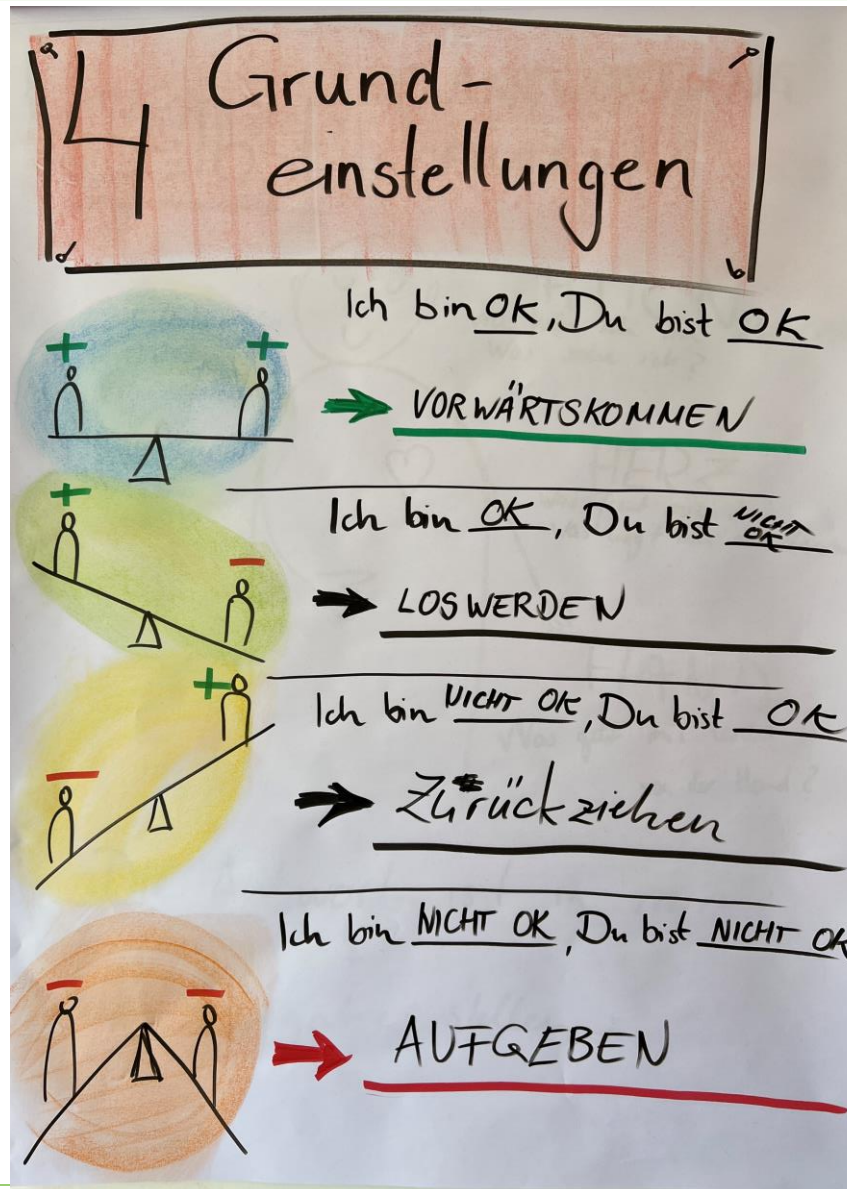 4 Grund-
einstellungen
Ich bin OK, Du bist OK
VORWÄRTSKOMMEN
Ich bin OK, Du bist NICHT OK
LOSWERDEN
Ich bin NICHT OK, Du bist OK
Zurückziehen
Ich bin NICHT OK, Du bist NICHT OK
AUFGEBEN